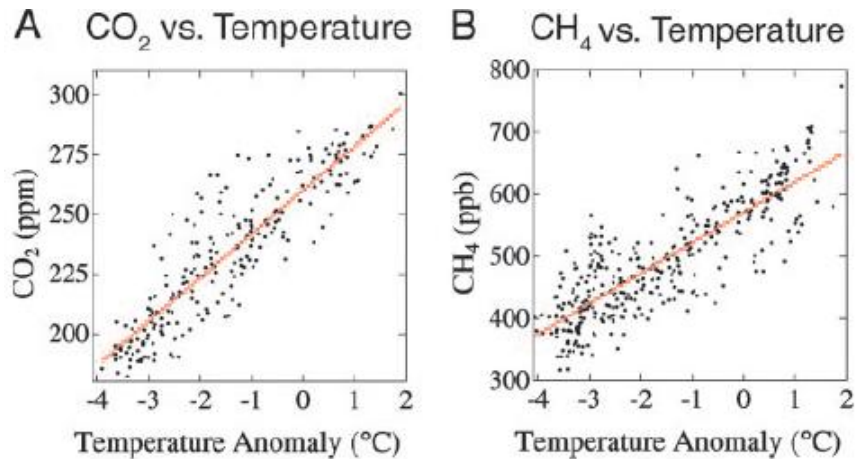 A CO₂ vs. Temperature
B CH₄ vs. Temperature
CO₂ (ppm)
300
275
250
225
200
-4 -3 -2 -1 0 1 2
Temperature Anomaly (°C)
CH₄ (ppb)
800
700
600
500
400
300
-4 -3 -2 -1 0 1 2
Temperature Anomaly (°C)